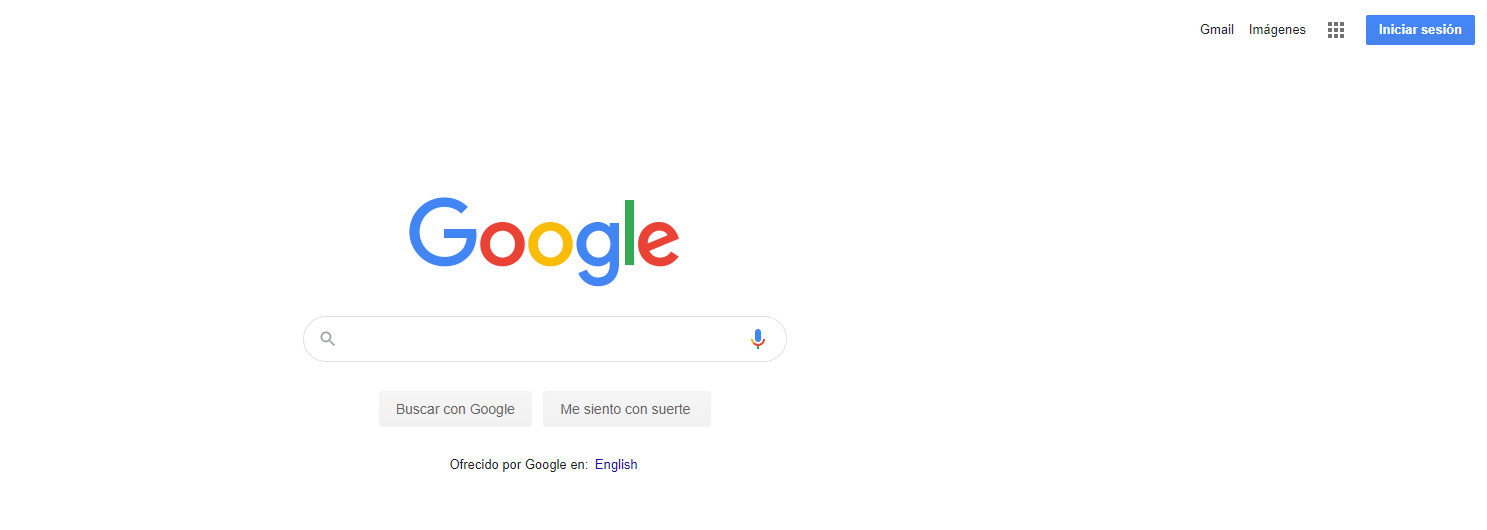 Gmail Imágenes Iniciar sesión
Google
Buscar con Google Me siento con suerte
Ofrecido por Google en: English